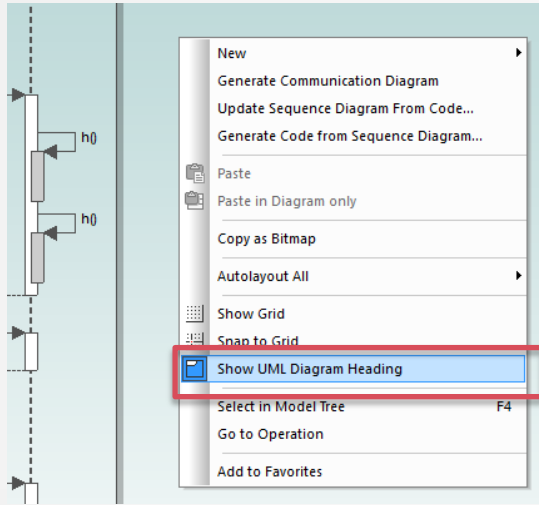 New
Generate Communication Diagram
Update Sequence Diagram From Code...
Generate Code from Sequence Diagram...
h()
Paste
Paste in Diagram only
h()
Copy as Bitmap
Autolayout All
Show Grid
Snap to Grid
Show UML Diagram Heading
Select in Model Tree F4
Go to Operation
Add to Favorites